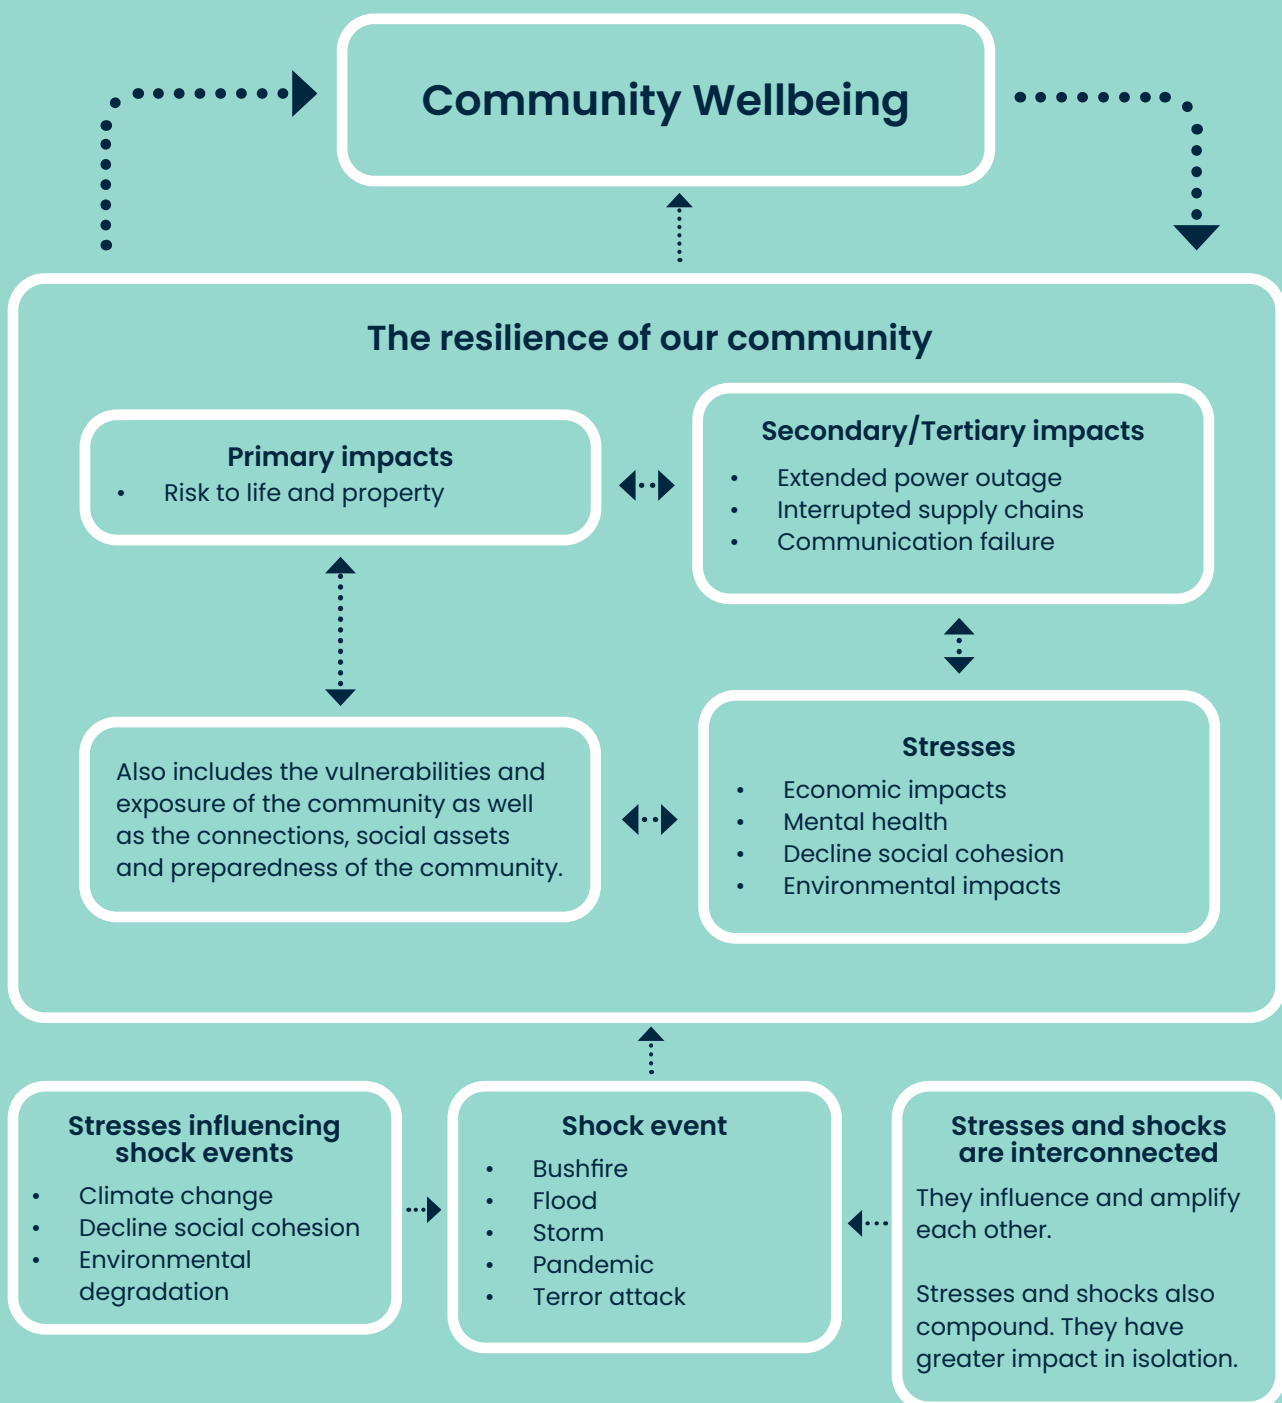 Community Wellbeing
The resilience of our community
Primary impacts
• Risk to life and property
Secondary/Tertiary impacts
• Extended power outage
• Interrupted supply chains
• Communication failure
Also includes the vulnerabilities and
exposure of the community as well
as the connections, social assets
and preparedness of the community.
Stresses
• Economic impacts
• Mental health
• Decline social cohesion
• Environmental impacts
Stresses influencing
shock events
• Climate change
• Decline social cohesion
• Environmental
degradation
Shock event
• Bushfire
• Flood
• Storm
• Pandemic
• Terror attack
Stresses and shocks
are interconnected
They influence and amplify
each other.
Stresses and shocks also
compound. They have
greater impact in isolation.